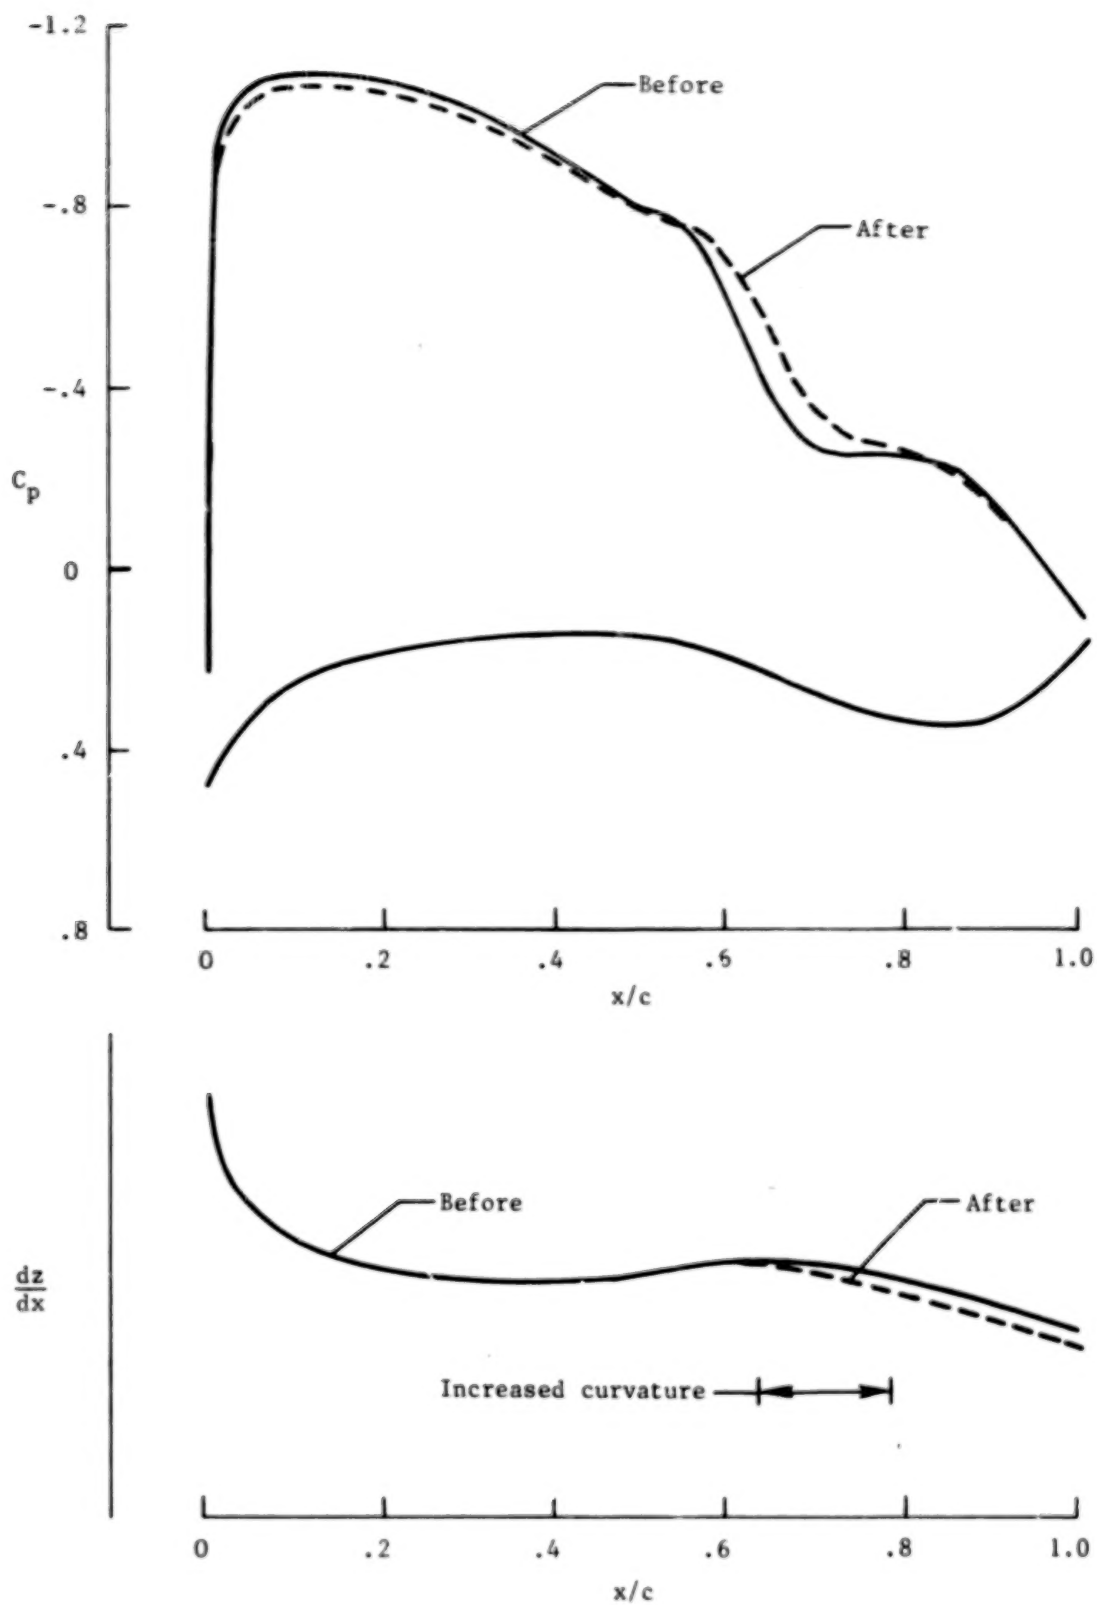 -1.2
Before
-.8
After
-.4
C_p
0
.4
.8
0 .2 .4 .6 .8 1.0
x/c
Before After
dz
dx
Increased curvature
0 .2 .4 .6 .8 1.0
x/c